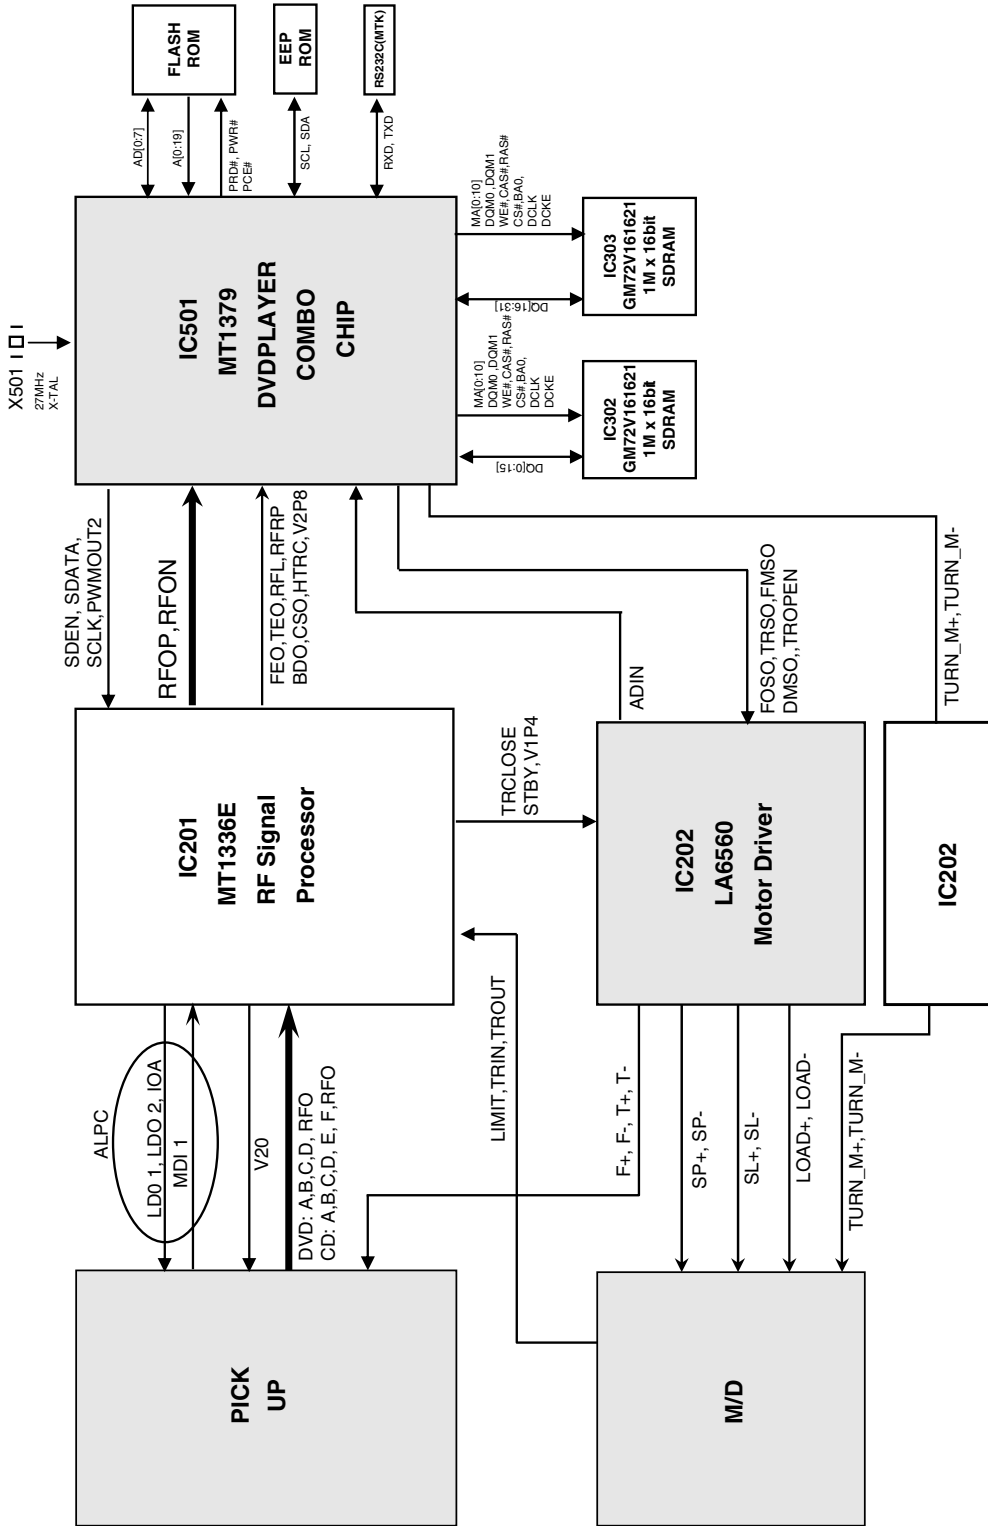 PICK
UP
ALPC
LD0 1, LDO 2, IOA
MDI 1
V20
DVD: A,B,C,D, RFO
CD: A,B,C,D, E, F,RFO
IC201
MT1336E
RF Signal
Processor
SDEN, SDATA,
SCLK,PWMOUT2
RFOP,RFON
FEO,TEO,RFL,RFRP
BDO,CSO,HTRC,V2P8
X501
27MHz
X-TAL
IC501
MT1379
DVDPLAYER
COMBO
CHIP
AD[0:7]
A[0:19]
PRD#, PWR#
PCE#
FLASH
ROM
SCL, SDA
EEP
ROM
RXD, TXD
RS232C(MTK)
MA[0:10]
DQM0 ,DQM1
WE#,CAS#,RAS#
CS#,BA0,
DCLK
DCKE
DQ[0:15]
IC302
GM72V161621
1M x 16bit
SDRAM
MA[0:10]
DQM0 ,DQM1
WE#,CAS#,RAS#
CS#,BA0,
DCLK
DCKE
DQ[16:31]
IC303
GM72V161621
1M x 16bit
SDRAM
M/D
LIMIT,TRIN,TROUT
F+, F-, T+, T-
SP+, SP-
SL+, SL-
LOAD+, LOAD-
TURN_M+,TURN_M-
TRCLOSE
STBY,V1P4
IC202
LA6560
Motor Driver
ADIN
FOSO,TRSO,FMSO
DMSO,,TROPEN
IC202
TURN_M+,TURN_M-